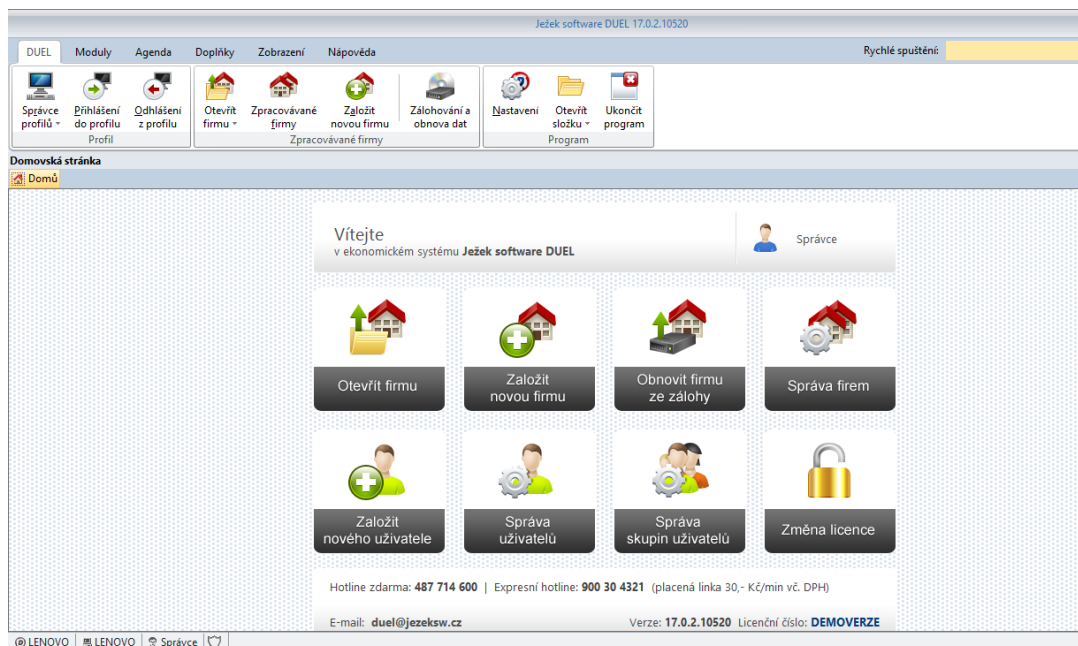 Ježek software DUEL 17.0.2.10520
DUEL Moduly Agenda Doplňky Zobrazení Nápověda Rychlé spuštění:
Správce profilů Přihlášení do profilu Odhlášení z profilu Otevřít firmu Zpracovávané firmy Založit novou firmu Zálohování a obnova dat Nastavení Otevřít složku Ukončit program
Profil Zpracovávané firmy Program
Domovská stránka
Domů
Vítejte
v ekonomickém systému Ježek software DUEL
Správce
Otevřít firmu
Založit
novou firmu
Obnovit firmu
ze zálohy
Správa firem
Založit
nového uživatele
Správa
uživatelů
Správa
skupin uživatelů
Změna licence
Hotline zdarma: 487 714 600 | Expresní hotline: 900 30 4321 (placená linka 30,- Kč/min vč. DPH)
E-mail: duel@jezeksw.cz Verze: 17.0.2.10520 Licenční číslo: DEMOVERZE
LENOVO LENOVO Správce